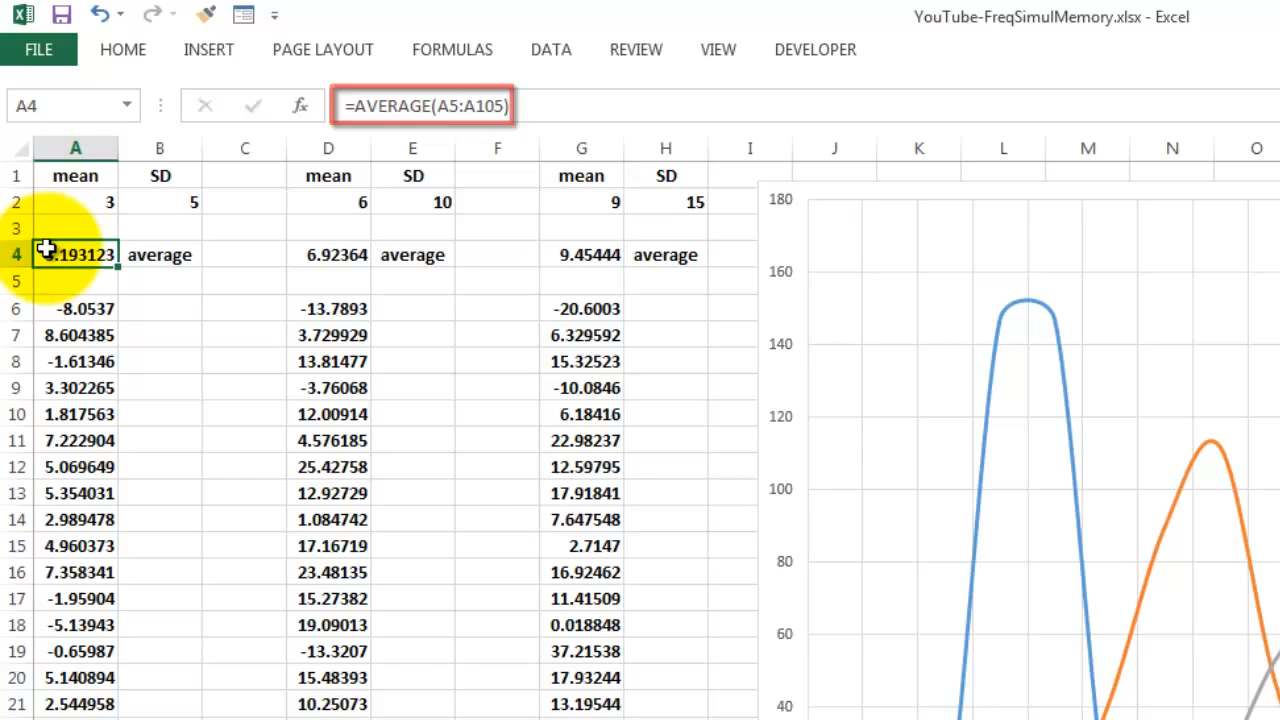 YouTube-FreqSimulMemory.xlsx - Excel
FILE HOME INSERT PAGE LAYOUT FORMULAS DATA REVIEW VIEW DEVELOPER
A4 fx =AVERAGE(A5:A105)
A B C D E F G H I J K L M N O
1 mean SD mean SD mean SD
2 3 5 6 10 9 15
3
4 .193123 average 6.92364 average 9.45444 average
5
6 -8.0537 -13.7893 -20.6003
7 8.604385 3.729929 6.329592
8 -1.61346 13.81477 15.32523
9 3.302265 -3.76068 -10.0846
10 1.817563 12.00914 6.18416
11 7.222904 4.576185 22.98237
12 5.069649 25.42758 12.59795
13 5.354031 12.92729 17.91841
14 2.989478 1.084742 7.647548
15 4.960373 17.16719 2.7147
16 7.358341 23.48135 16.92462
17 -1.95904 15.27382 11.41509
18 -5.13943 19.09013 0.018848
19 -0.65987 -13.3207 37.21538
20 5.140894 15.48393 17.93244
21 2.544958 10.25073 13.19544
180
160
140
120
100
80
60
40